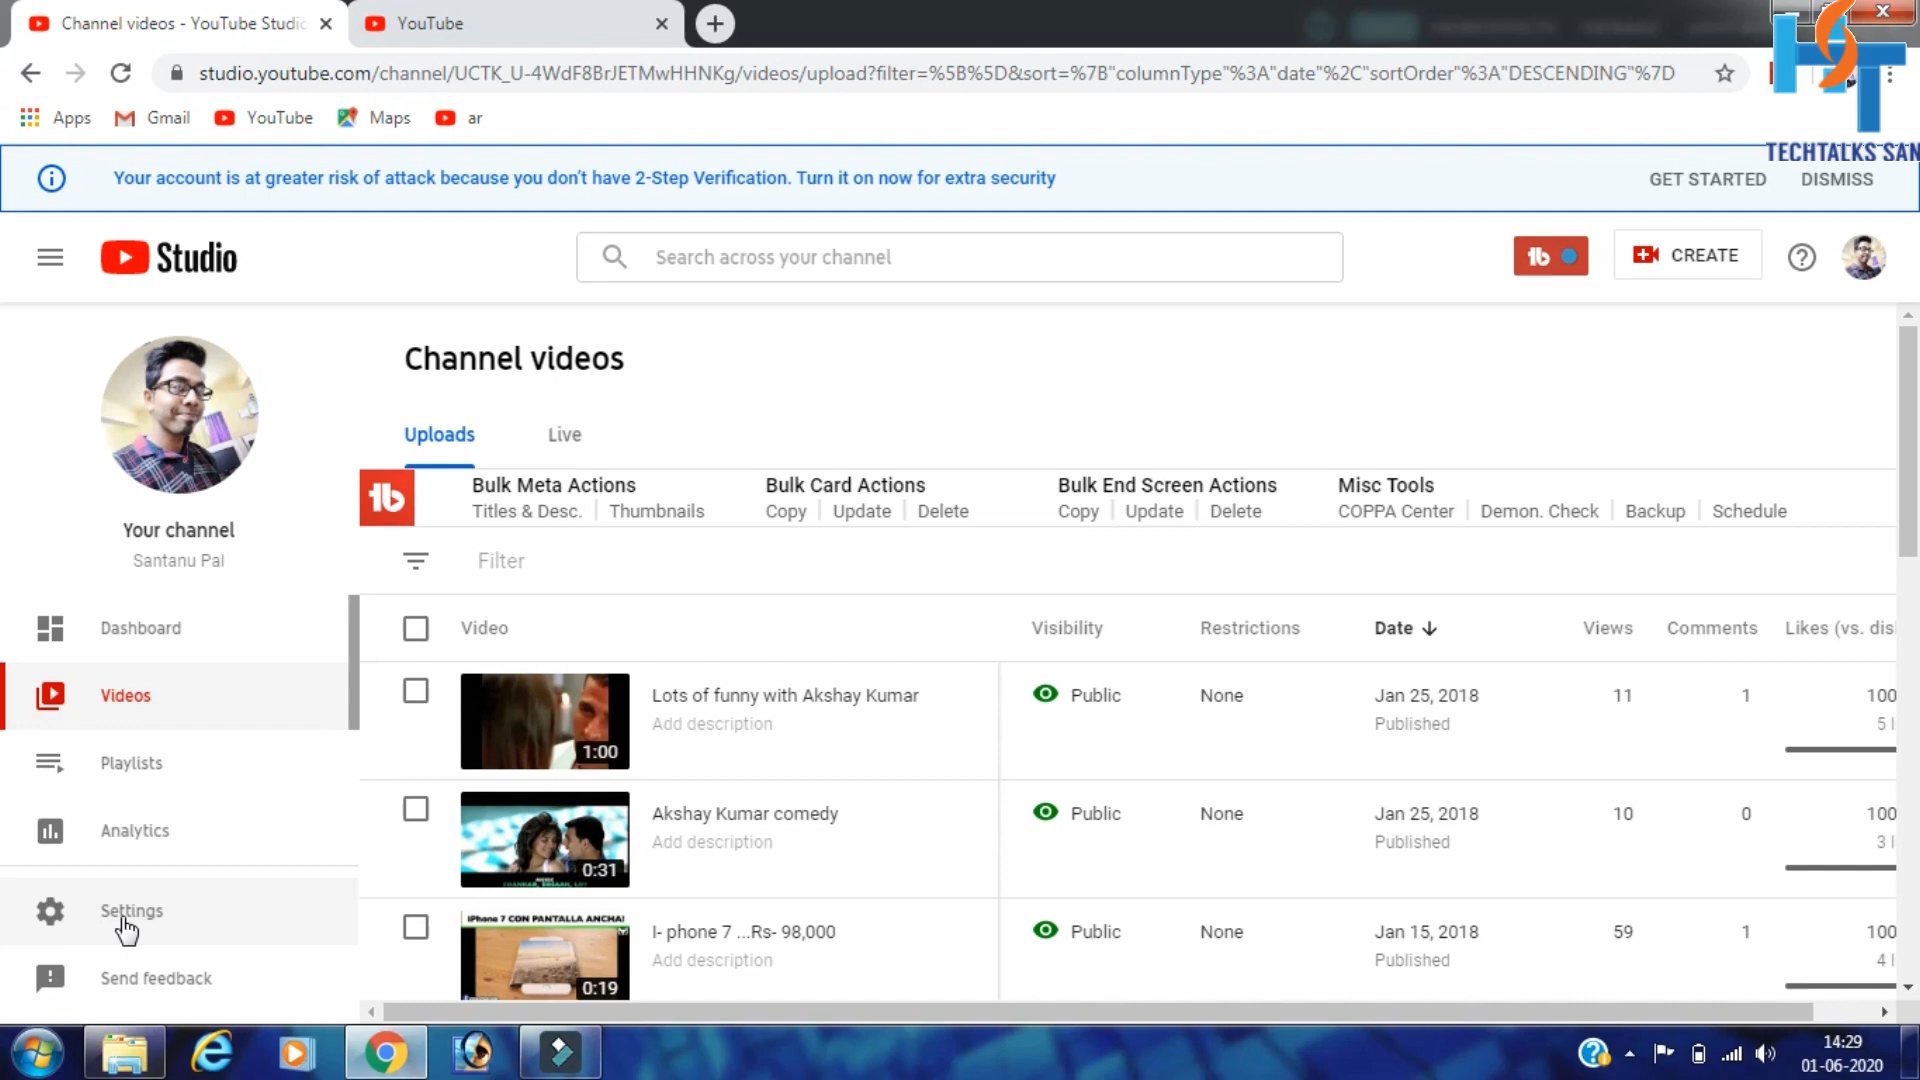 Channel videos - YouTube Studio
YouTube
studio.youtube.com/channel/UCTK_U-4WdF8BrJETMwHHNKg/videos/upload?filter=%5B%5D&sort=%7B"columnType"%3A"date"%2C"sortOrder"%3A"DESCENDING"%7D
Apps Gmail YouTube Maps ar
HST
TECHTALKS SAN
Your account is at greater risk of attack because you don't have 2-Step Verification. Turn it on now for extra security
GET STARTED DISMISS
Studio
Search across your channel
CREATE
Channel videos
Uploads Live
Your channel
Santanu Pal
Bulk Meta Actions Bulk Card Actions Bulk End Screen Actions Misc Tools
Titles & Desc. Thumbnails Copy Update Delete Copy Update Delete COPPA Center Demon. Check Backup Schedule
Filter
Dashboard
Videos
Playlists
Analytics
Settings
Send feedback
Video Visibility Restrictions Date Views Comments Likes (vs. dis
1:00
Lots of funny with Akshay Kumar Public None Jan 25, 2018 11 1 100
Add description Published 5 l
0:31
Akshay Kumar comedy Public None Jan 25, 2018 10 0 100
Add description Published 3 l
iPhone 7 CON PANTALLA ANCHA!
0:19
I- phone 7 ...Rs- 98,000 Public None Jan 15, 2018 59 1 100
Add description Published 4 l
14:29
01-06-2020